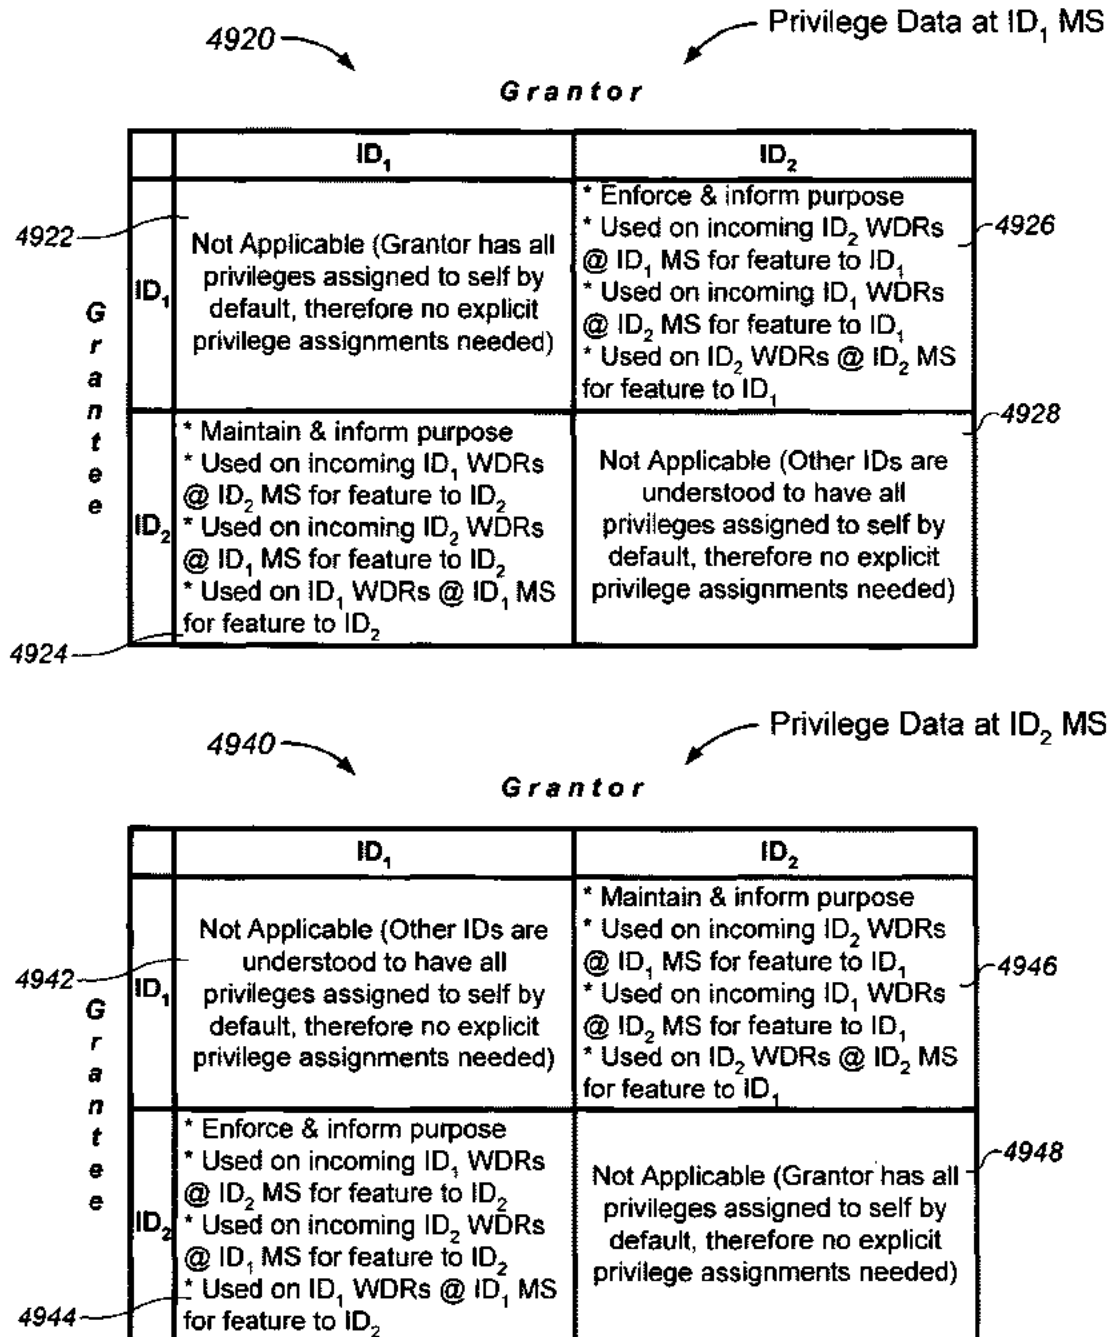 4920
Privilege Data at ID₁ MS
Grantor
ID₁
ID₂
Grantee
ID₁
4922
Not Applicable (Grantor has all
privileges assigned to self by
default, therefore no explicit
privilege assignments needed)
* Enforce & inform purpose
* Used on incoming ID₂ WDRs
@ ID₁ MS for feature to ID₁
* Used on incoming ID₁ WDRs
@ ID₂ MS for feature to ID₁
* Used on ID₂ WDRs @ ID₂ MS
for feature to ID₁
4926
ID₂
* Maintain & inform purpose
* Used on incoming ID₁ WDRs
@ ID₂ MS for feature to ID₂
* Used on incoming ID₂ WDRs
@ ID₁ MS for feature to ID₂
* Used on ID₁ WDRs @ ID₁ MS
for feature to ID₂
4924
Not Applicable (Other IDs are
understood to have all
privileges assigned to self by
default, therefore no explicit
privilege assignments needed)
4928
4940
Privilege Data at ID₂ MS
Grantor
ID₁
ID₂
Grantee
ID₁
4942
Not Applicable (Other IDs are
understood to have all
privileges assigned to self by
default, therefore no explicit
privilege assignments needed)
* Maintain & inform purpose
* Used on incoming ID₂ WDRs
@ ID₁ MS for feature to ID₁
* Used on incoming ID₁ WDRs
@ ID₂ MS for feature to ID₁
* Used on ID₂ WDRs @ ID₂ MS
for feature to ID₁
4946
ID₂
* Enforce & inform purpose
* Used on incoming ID₁ WDRs
@ ID₂ MS for feature to ID₂
* Used on incoming ID₂ WDRs
@ ID₁ MS for feature to ID₂
* Used on ID₁ WDRs @ ID₁ MS
for feature to ID₂
4944
Not Applicable (Grantor has all
privileges assigned to self by
default, therefore no explicit
privilege assignments needed)
4948